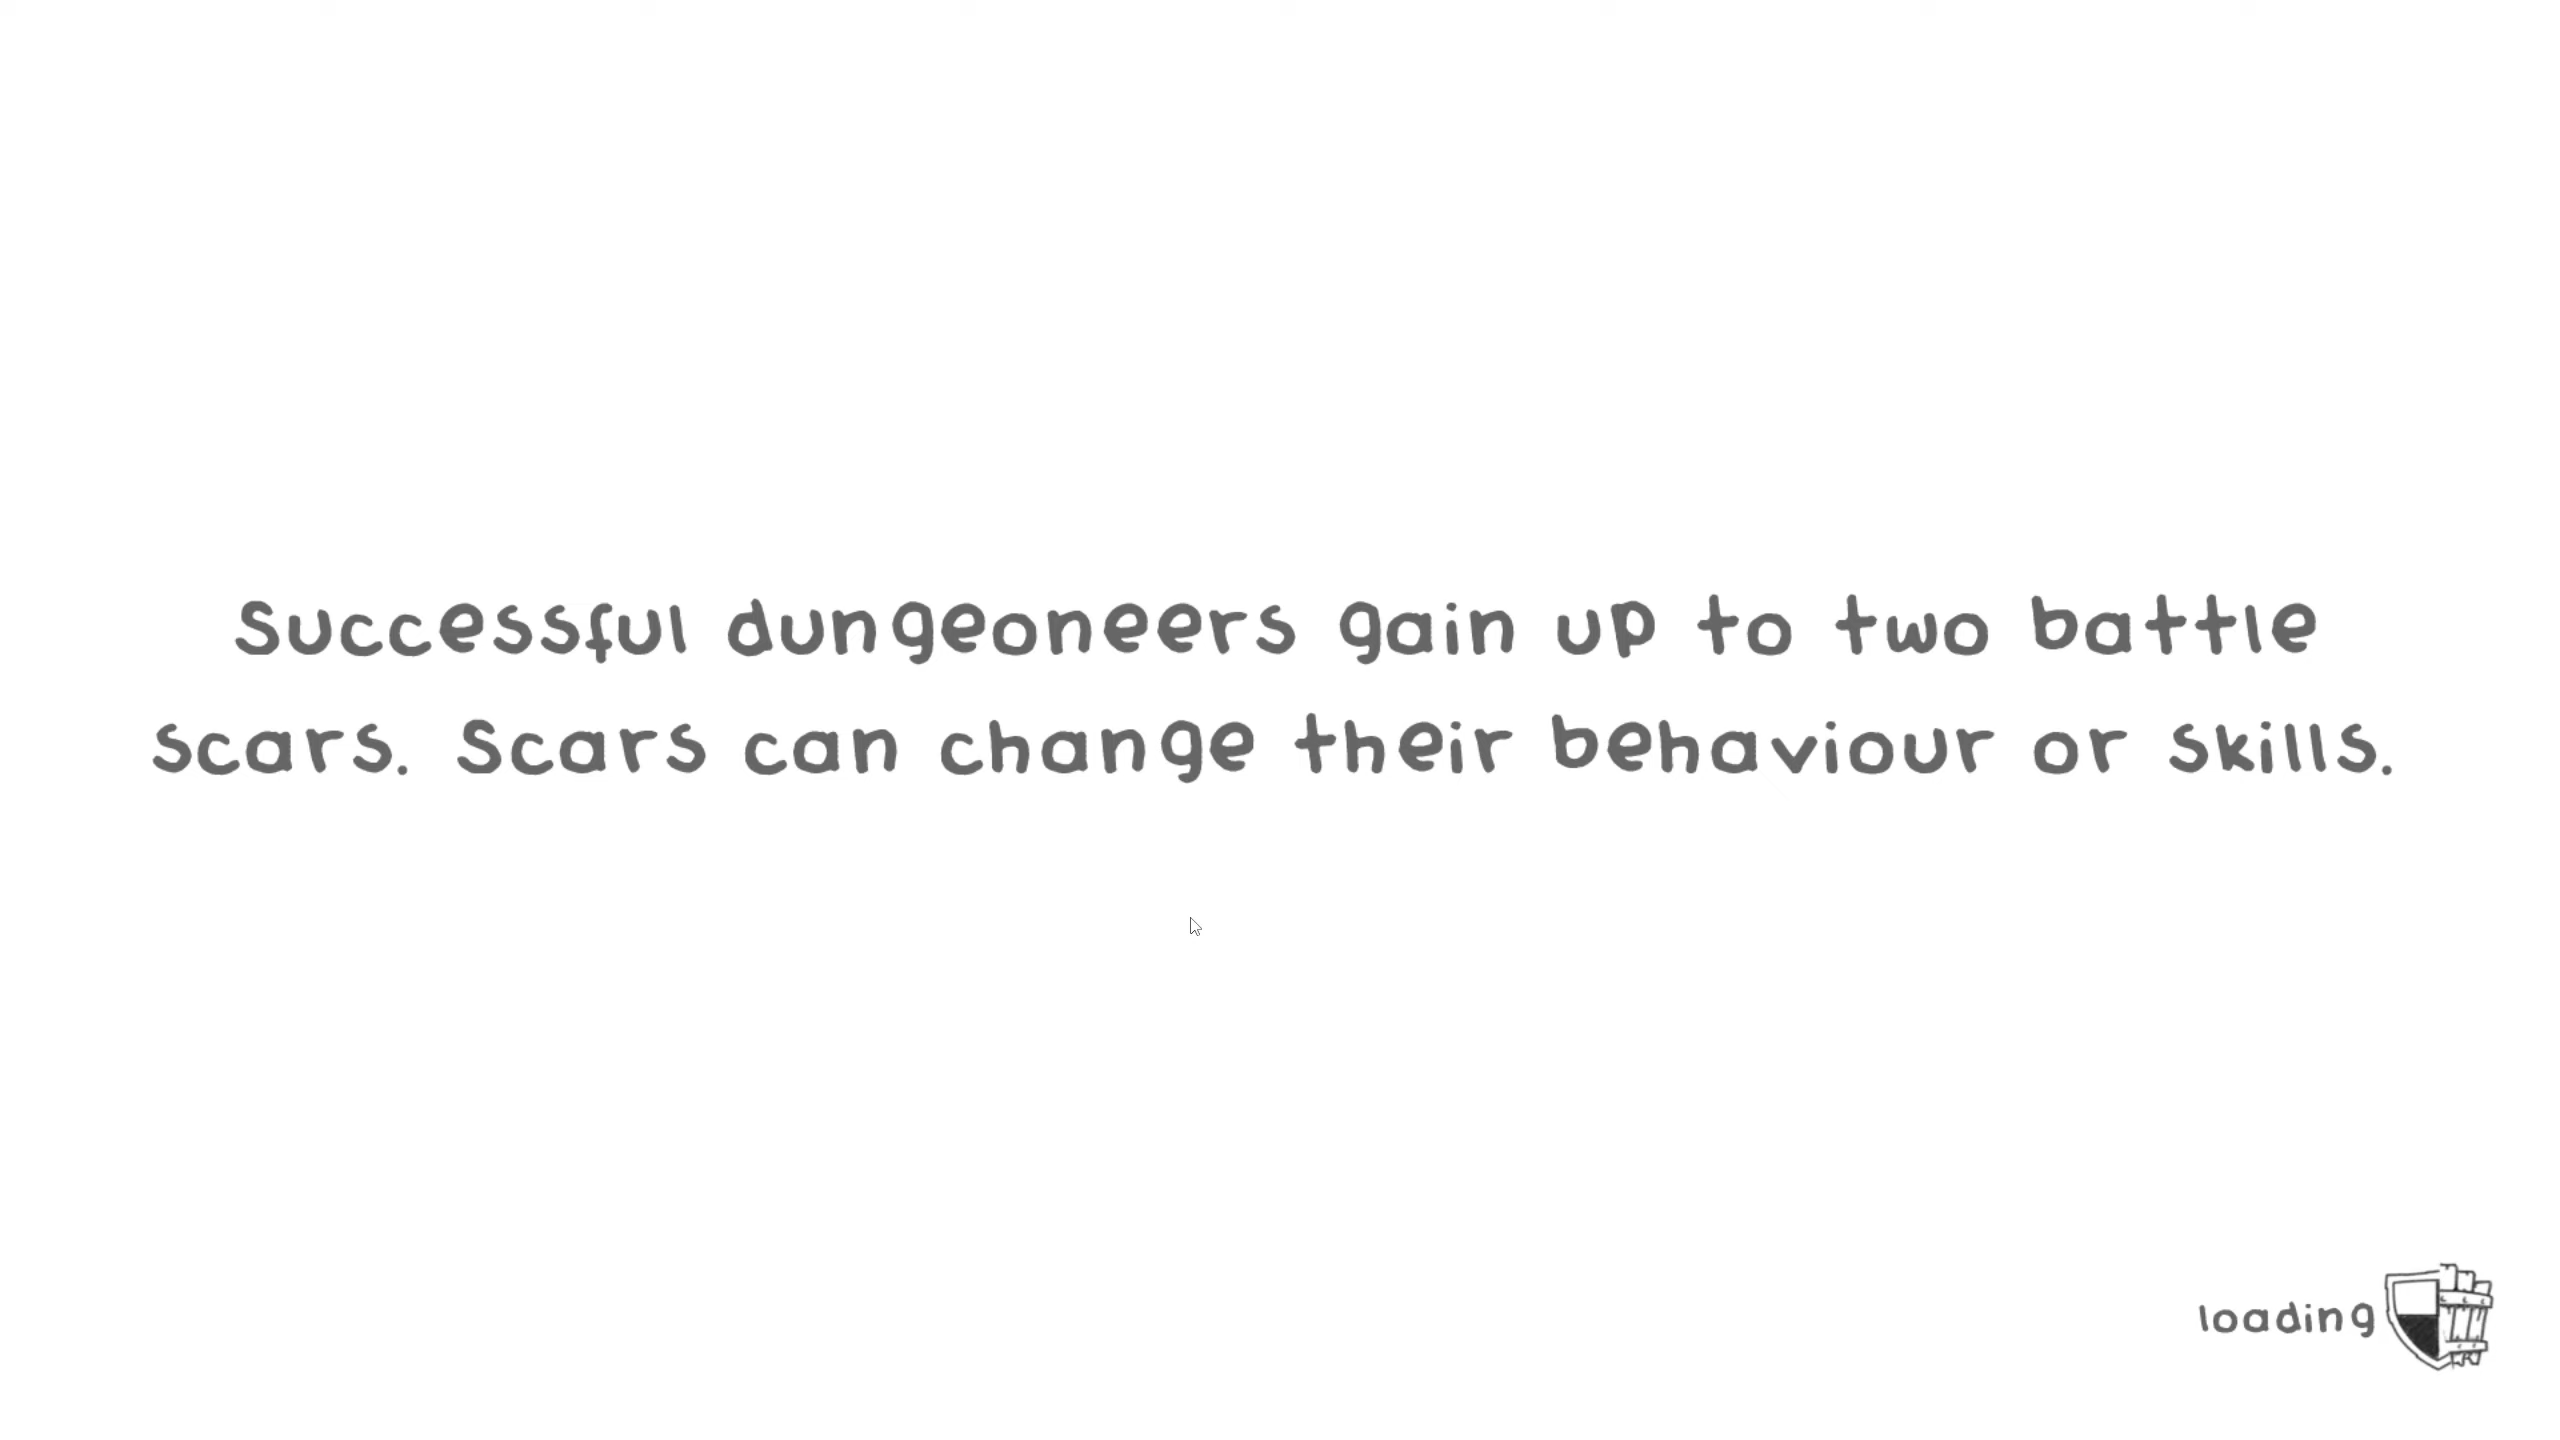 Successful dungeoneers gain up to two battle
scars. Scars can change their behaviour or skills.
loading